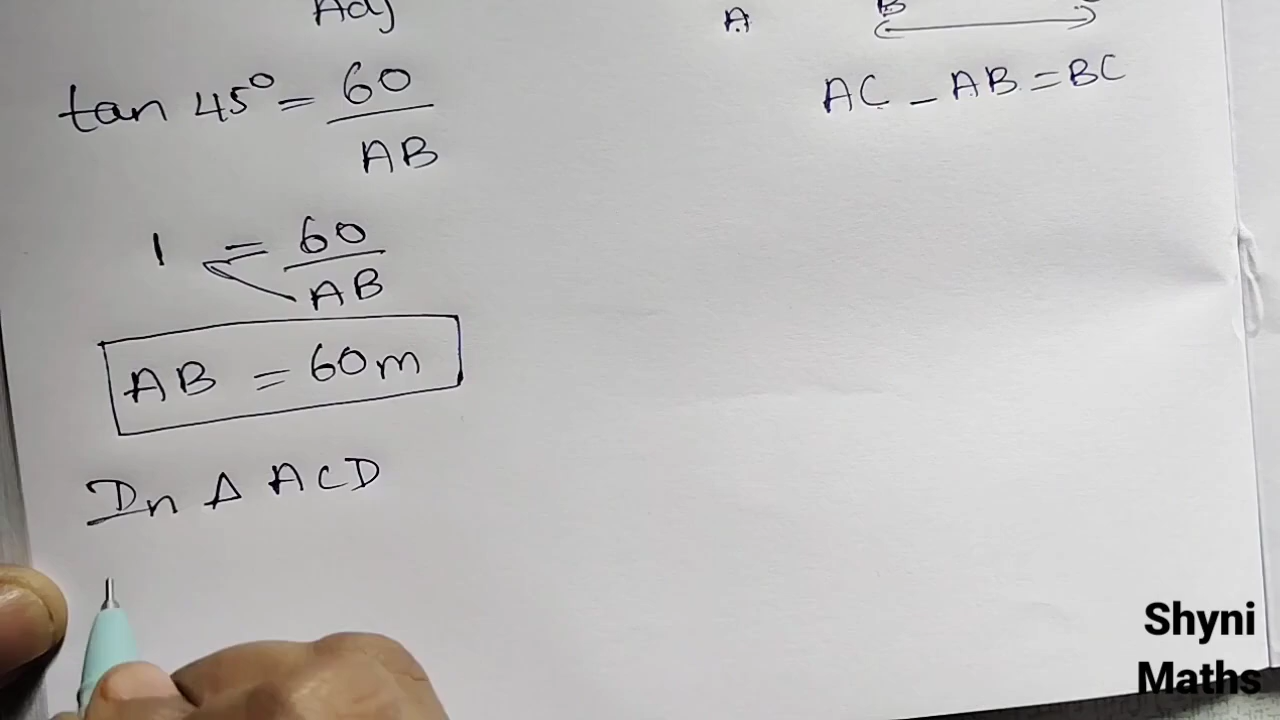 Adj
tan 45° = 60
AB
1 = 60
AB
AB = 60m
In Δ ACD
A B
AC - AB = BC
Shyni
Maths